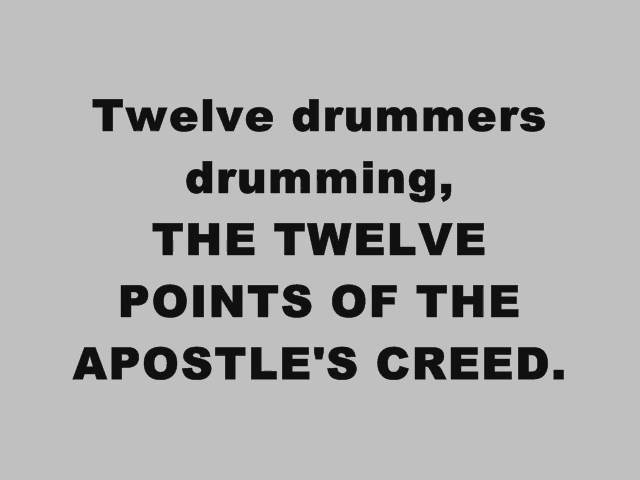 Twelve drummers
drumming,
THE TWELVE
POINTS OF THE
APOSTLE'S CREED.